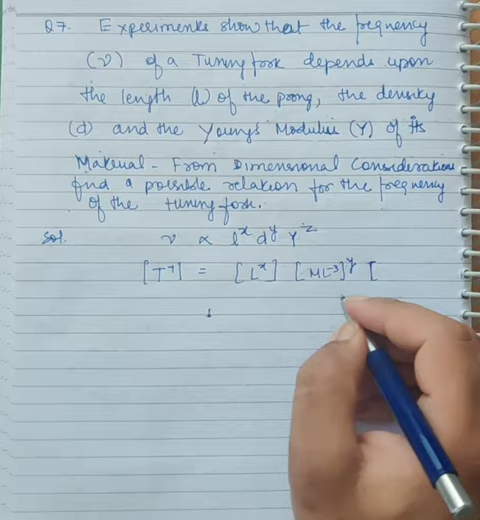 Q7. Experiments show that the frequency
(ν) of a Tuning fork depends upon
the length (l) of the prong, the density
(d) and the Young's Modulus (Y) of its
Material - From Dimensional Considerations
find a possible relation for the frequency
of the tuning fork.
Sol. ν ∝ l^x d^y Y^z
[T^-1] = [L^x] [ML^-3]^y [